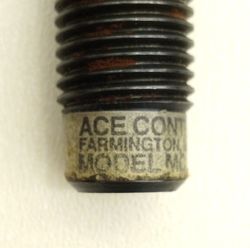 ACE CONT
FARMINGTON,
MODEL MC